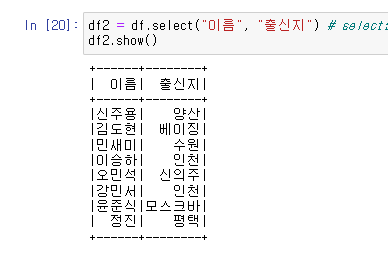 In [20]: df2 = df.select("이름", "출신지") # select
df2.show()
+------+--------+
|  이름|  출신지|
+------+--------+
|신주용|    양산|
|김도현|  베이징|
|민새미|    수원|
|이승하|    인천|
|오민석|  신의주|
|강민서|    인천|
|윤준식|모스크바|
|  정진|    평택|
+------+--------+